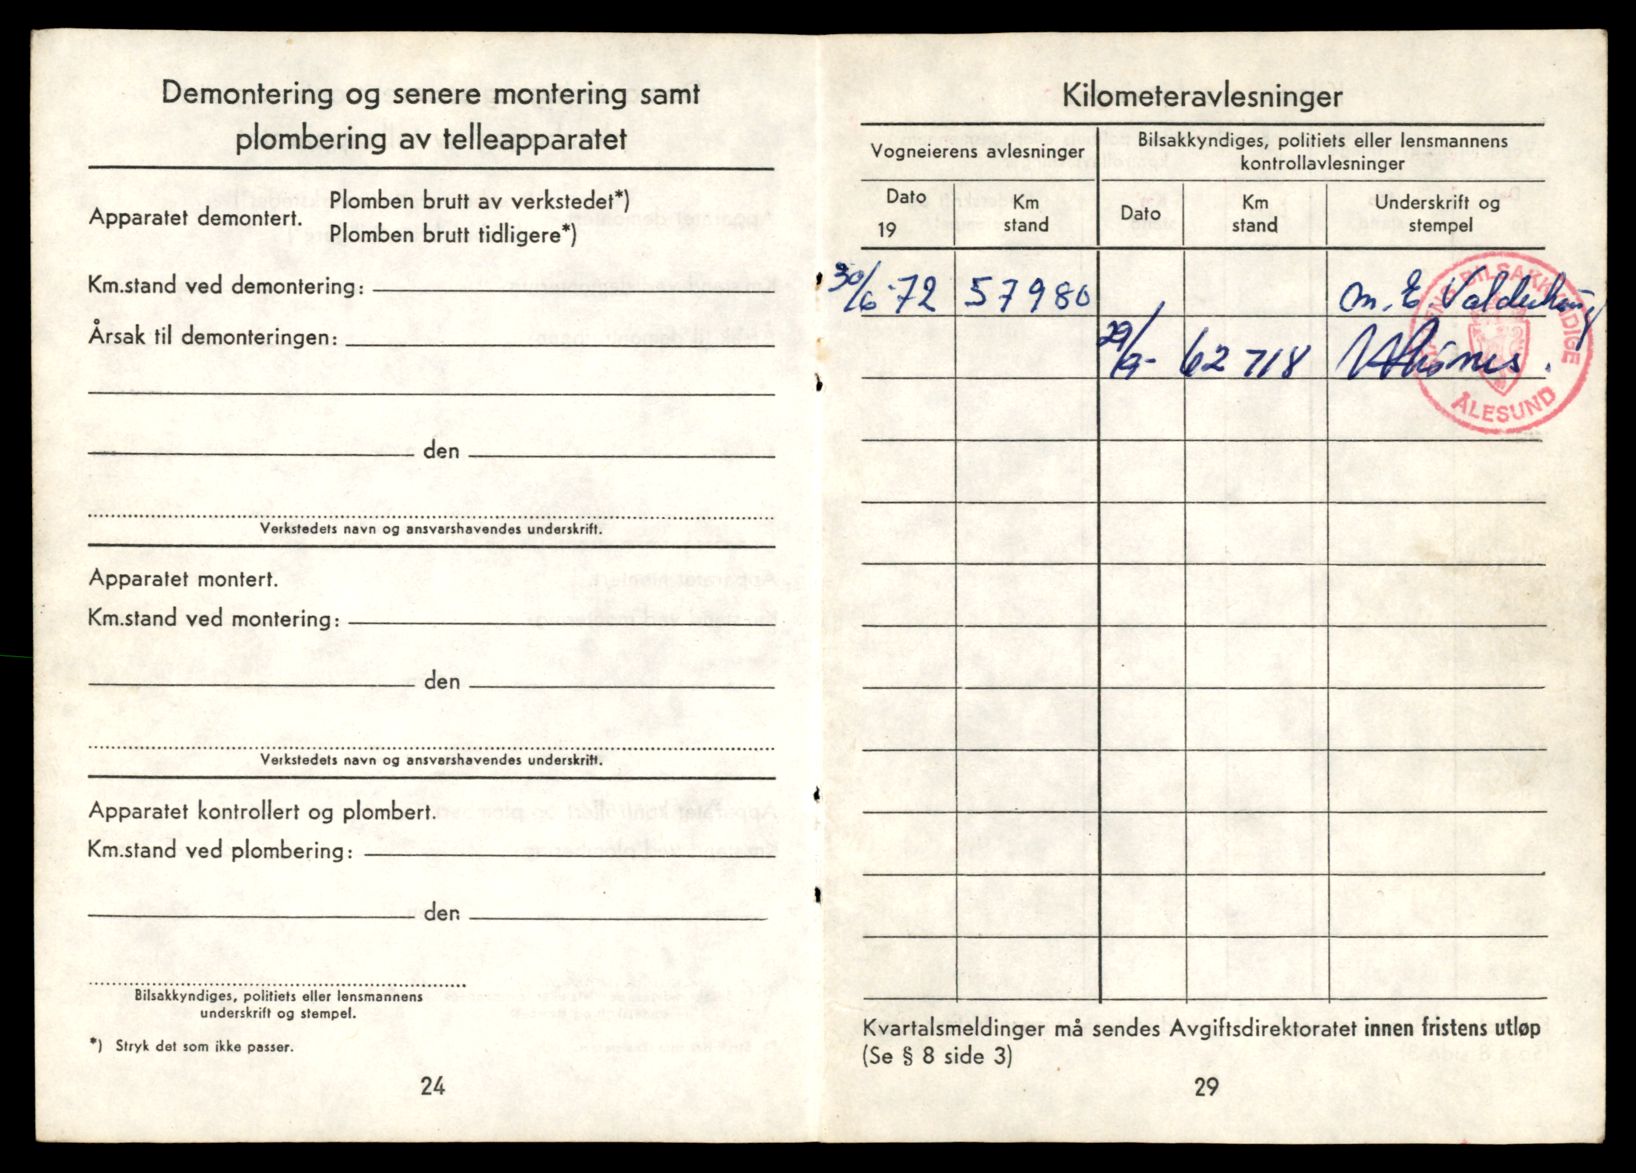 Demontering og senere montering samt
plombering av telleapparatet
Apparatet demontert.
Plomben brutt av verkstedet*)
Plomben brutt tidligere*)
Km.stand ved demontering:
Årsak til demonteringen:
den
Verkstedets navn og ansvarshavendes underskrift.
Apparatet montert.
Km.stand ved montering:
den
Verkstedets navn og ansvarshavendes underskrift.
Apparatet kontrollert og plombert.
Km.stand ved plombering:
den
Bilsakkyndiges, politiets eller lensmannens
underskrift og stempel.
*) Stryk det som ikke passer.
24
Kilometeravlesninger
Vogneierens avlesninger
Bilsakkyndiges, politiets eller lensmannens
kontrollavlesninger
Dato
19
Km
stand
Dato
Km
stand
Underskrift og
stempel
30/6-72 57980
29/9- 62718
BILSAKKYNDIGE
ÅLESUND
Kvartalsmeldinger må sendes Avgiftsdirektoratet innen fristens utløp
(Se § 8 side 3)
29